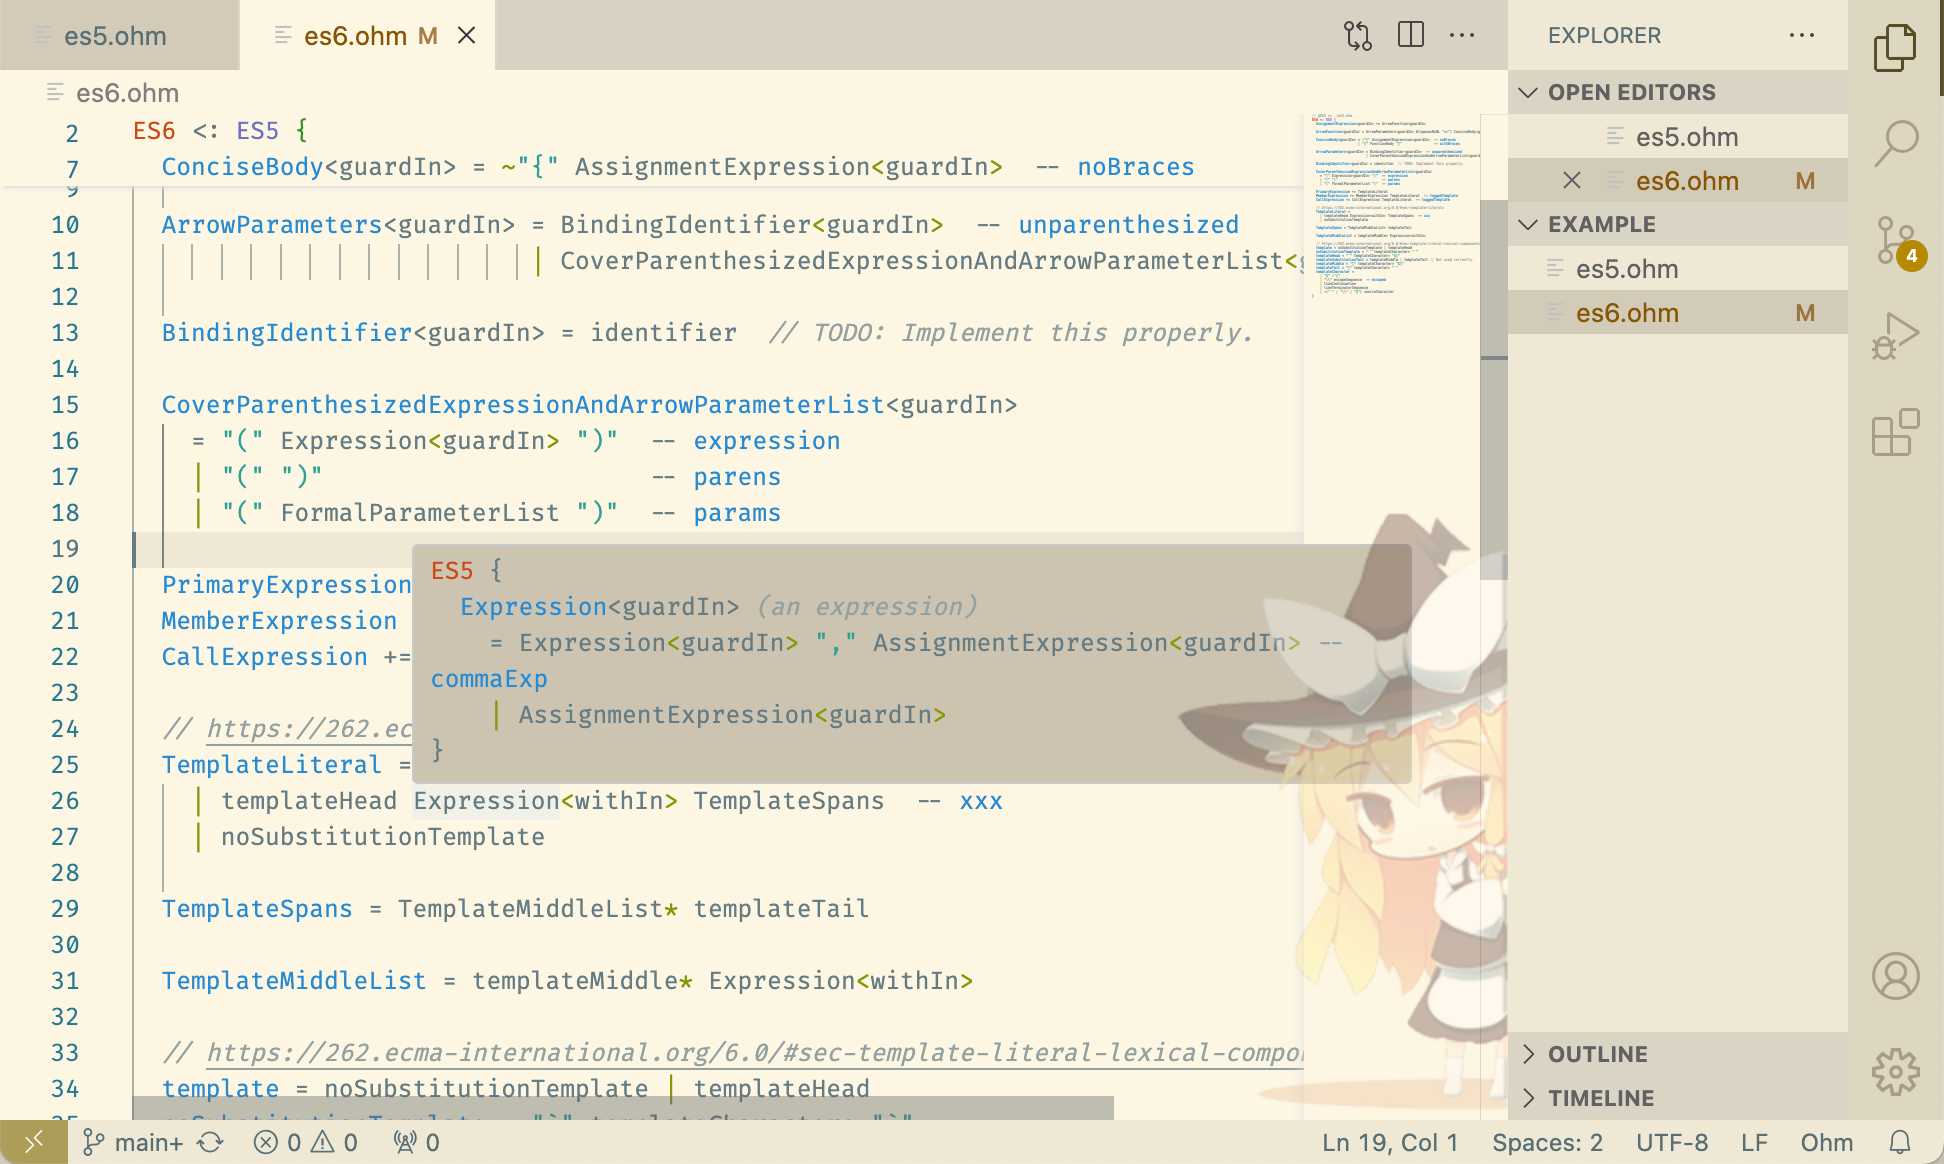 es5.ohm
es6.ohm M
es6.ohm
2 ES6 <: ES5 {
7 ConciseBody<guardIn> = ~"{" AssignmentExpression<guardIn> -- noBraces
9
10 ArrowParameters<guardIn> = BindingIdentifier<guardIn> -- unparenthesized
11 | CoverParenthesizedExpressionAndArrowParameterList<
12
13 BindingIdentifier<guardIn> = identifier // TODO: Implement this properly.
14
15 CoverParenthesizedExpressionAndArrowParameterList<guardIn>
16 = "(" Expression<guardIn> ")" -- expression
17 | "(" ")" -- parens
18 | "(" FormalParameterList ")" -- params
19
20 PrimaryExpression
21 MemberExpression
22 CallExpression +=
23
24 // https://262.ec
25 TemplateLiteral =
26 | templateHead Expression<withIn> TemplateSpans -- xxx
27 | noSubstitutionTemplate
28
29 TemplateSpans = TemplateMiddleList* templateTail
30
31 TemplateMiddleList = templateMiddle* Expression<withIn>
32
33 // https://262.ecma-international.org/6.0/#sec-template-literal-lexical-compo
34 template = noSubstitutionTemplate | templateHead
ES5 {
Expression<guardIn> (an expression)
= Expression<guardIn> "," AssignmentExpression<guardIn> --
commaExp
| AssignmentExpression<guardIn>
}
EXPLORER
OPEN EDITORS
es5.ohm
es6.ohm M
EXAMPLE
es5.ohm
es6.ohm M
OUTLINE
TIMELINE
4
main+ 0 0 0
Ln 19, Col 1 Spaces: 2 UTF-8 LF Ohm